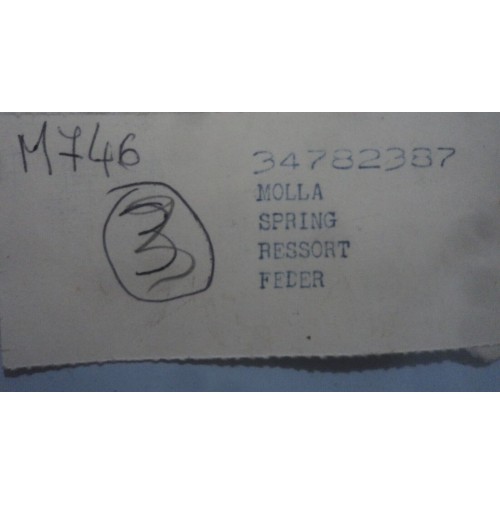 M746
3
34782387
MOLLA
SPRING
RESSORT
FEDER